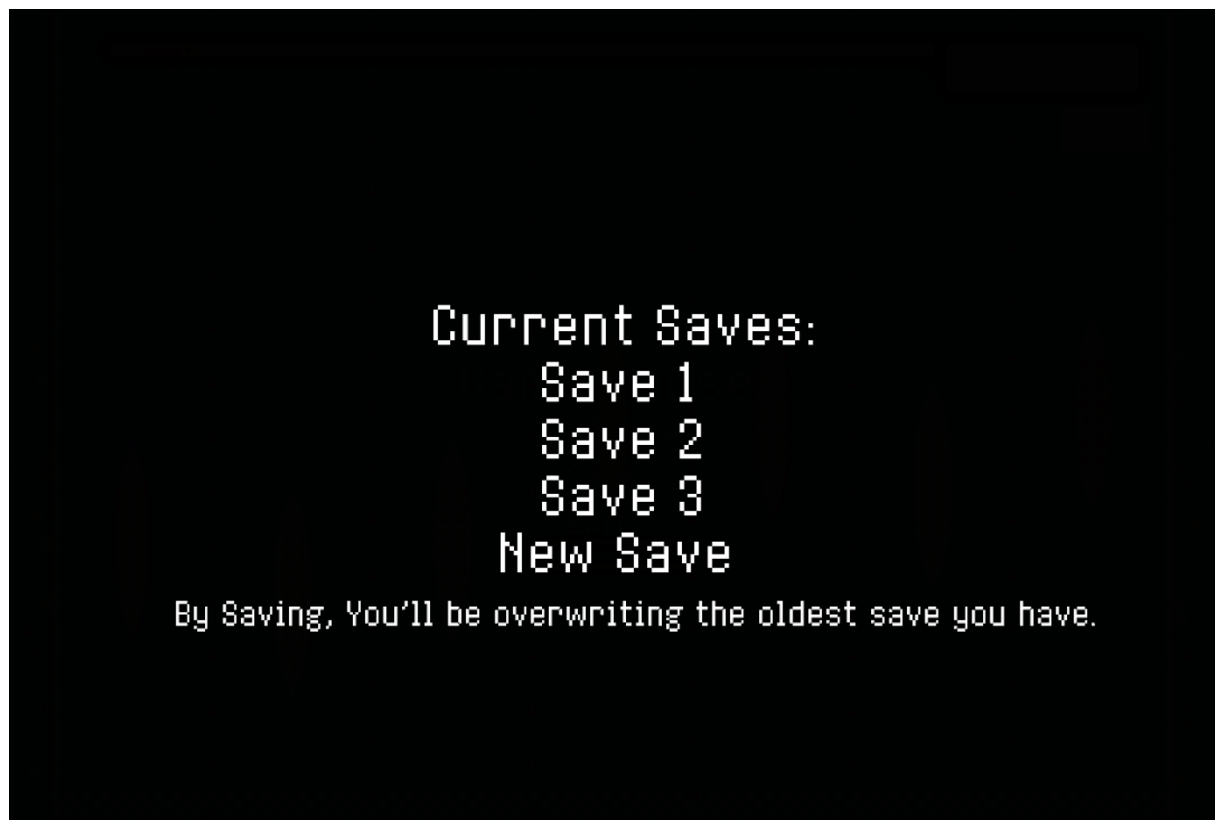 Current Saves:
Save 1
Save 2
Save 3
New Save
By Saving, You'll be overwriting the oldest save you have.